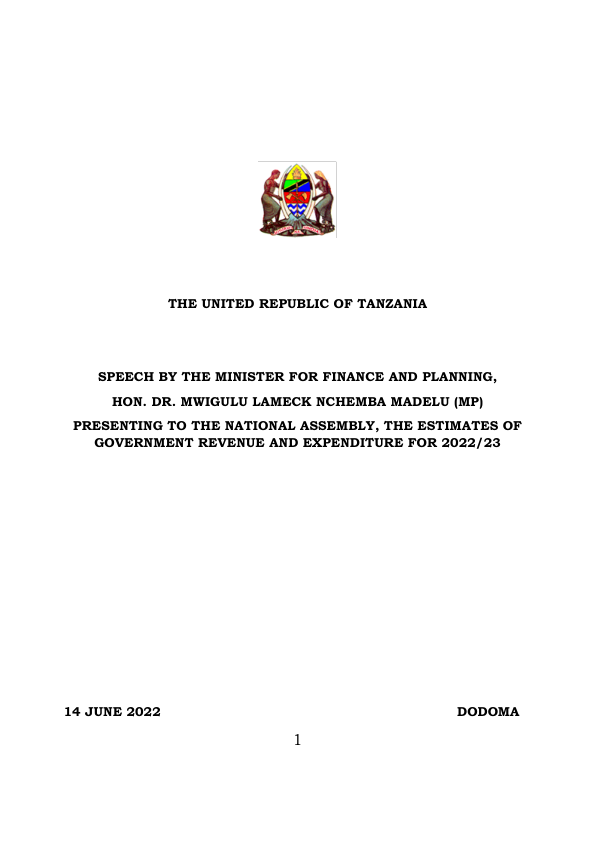 THE UNITED REPUBLIC OF TANZANIA
SPEECH BY THE MINISTER FOR FINANCE AND PLANNING,
HON. DR. MWIGULU LAMECK NCHEMBA MADELU (MP)
PRESENTING TO THE NATIONAL ASSEMBLY, THE ESTIMATES OF
GOVERNMENT REVENUE AND EXPENDITURE FOR 2022/23
14 JUNE 2022 DODOMA
1